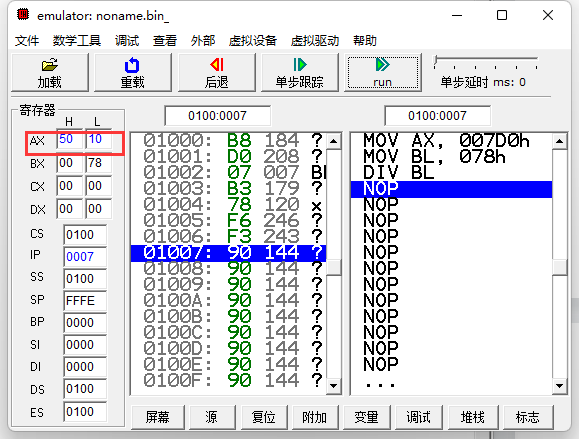 emulator: noname.bin_
文件 数学工具 调试 查看 外部 虚拟设备 虚拟驱动 帮助
加载 重载 后退 单步跟踪 run 单步延时 ms: 0
寄存器
H L
AX 50 10
BX 00 78
CX 00 00
DX 00 00
CS 0100
IP 0007
SS 0100
SP FFFE
BP 0000
SI 0000
DI 0000
DS 0100
ES 0100
0100:0007
01000: B8 184 ?
01001: D0 208 ?
01002: 07 007 BE
01003: B3 179 ?
01004: 78 120 x
01005: F6 246 ?
01006: F3 243 ?
01007: 90 144 ?
01008: 90 144 ?
01009: 90 144 ?
0100A: 90 144 ?
0100B: 90 144 ?
0100C: 90 144 ?
0100D: 90 144 ?
0100E: 90 144 ?
0100F: 90 144 ?
0100:0007
MOV AX, 007D0h
MOV BL, 078h
DIV BL
NOP
NOP
NOP
NOP
NOP
NOP
NOP
NOP
NOP
NOP
NOP
NOP
...
屏幕 源 复位 附加 变量 调试 堆栈 标志